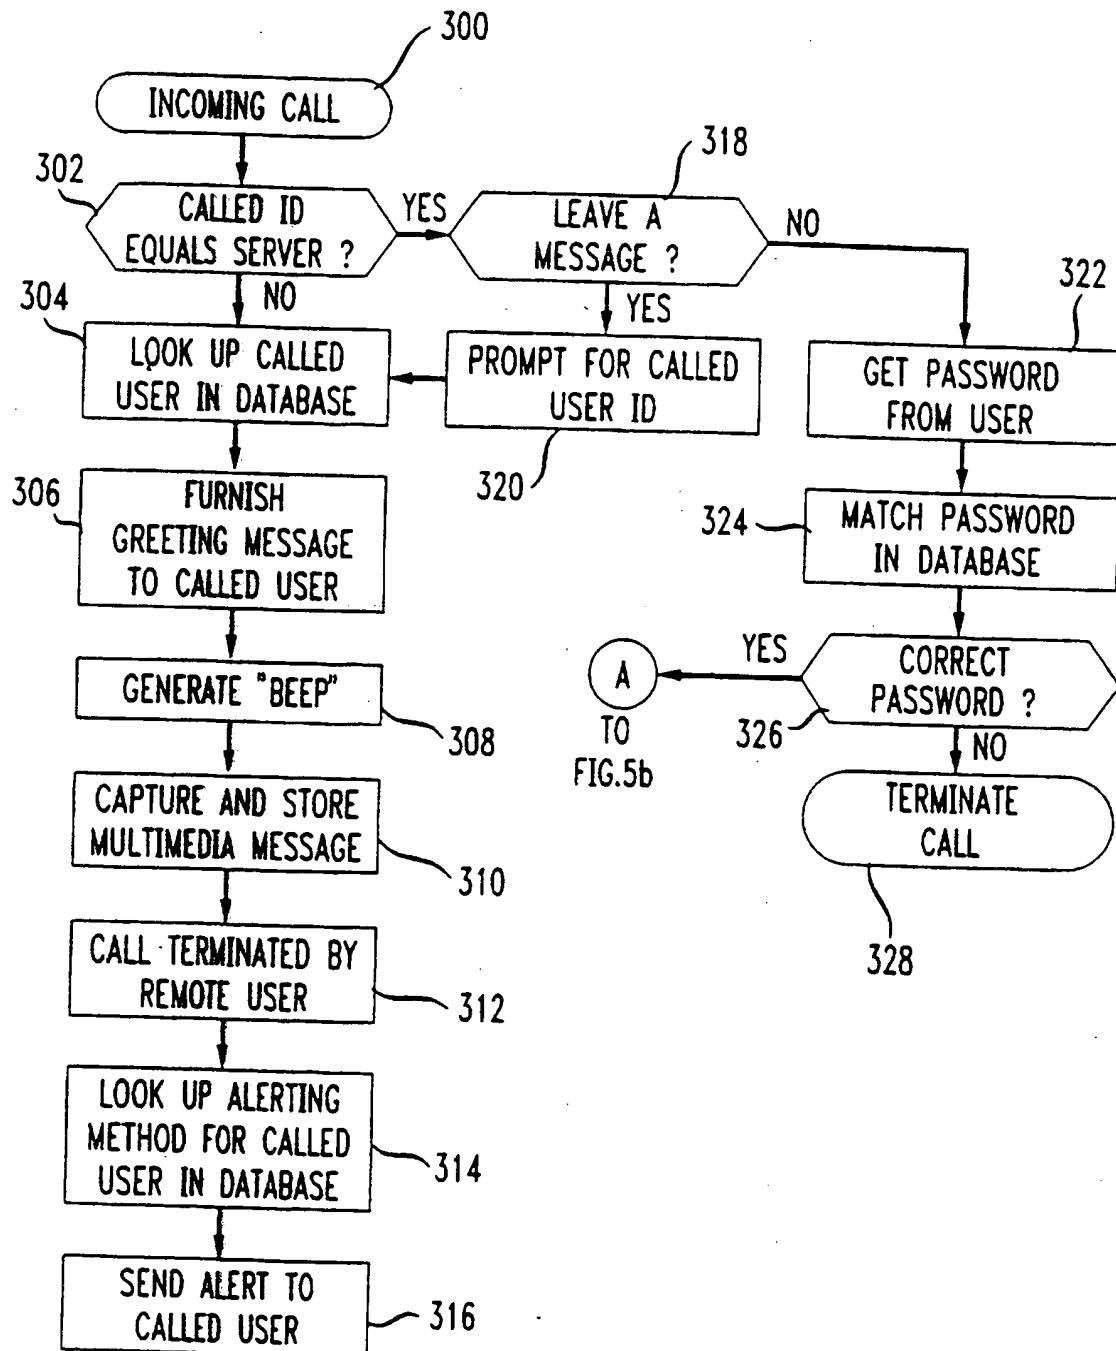 300
INCOMING CALL
302
CALLED ID
EQUALS SERVER ?
YES
NO
318
LEAVE A
MESSAGE ?
NO
YES
304
LOOK UP CALLED
USER IN DATABASE
PROMPT FOR CALLED
USER ID
320
322
GET PASSWORD
FROM USER
306
FURNISH
GREETING MESSAGE
TO CALLED USER
324
MATCH PASSWORD
IN DATABASE
GENERATE "BEEP"
308
A
TO
FIG.5b
YES
CORRECT
PASSWORD ?
326
NO
CAPTURE AND STORE
MULTIMEDIA MESSAGE
310
TERMINATE
CALL
328
CALL TERMINATED BY
REMOTE USER
312
LOOK UP ALERTING
METHOD FOR CALLED
USER IN DATABASE
314
SEND ALERT TO
CALLED USER
316